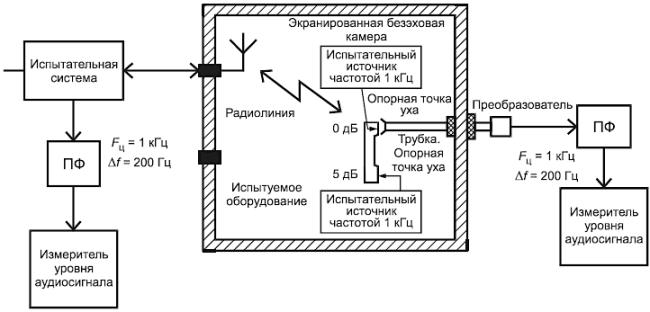 Экранированная безэховая
камера
Испытательная
система
Испытательный
источник
частотой 1 кГц
Радиолиния
Опорная точка
уха
Преобразователь
0 дБ
Трубка.
Опорная
точка уха
ПФ
Fц = 1 кГц
Δf = 200 Гц
ПФ
Fц = 1 кГц
Δf = 200 Гц
5 дБ
Испытуемое
оборудование
Испытательный
источник
частотой 1 кГц
Измеритель
уровня
аудиосигнала
Измеритель
уровня
аудиосигнала